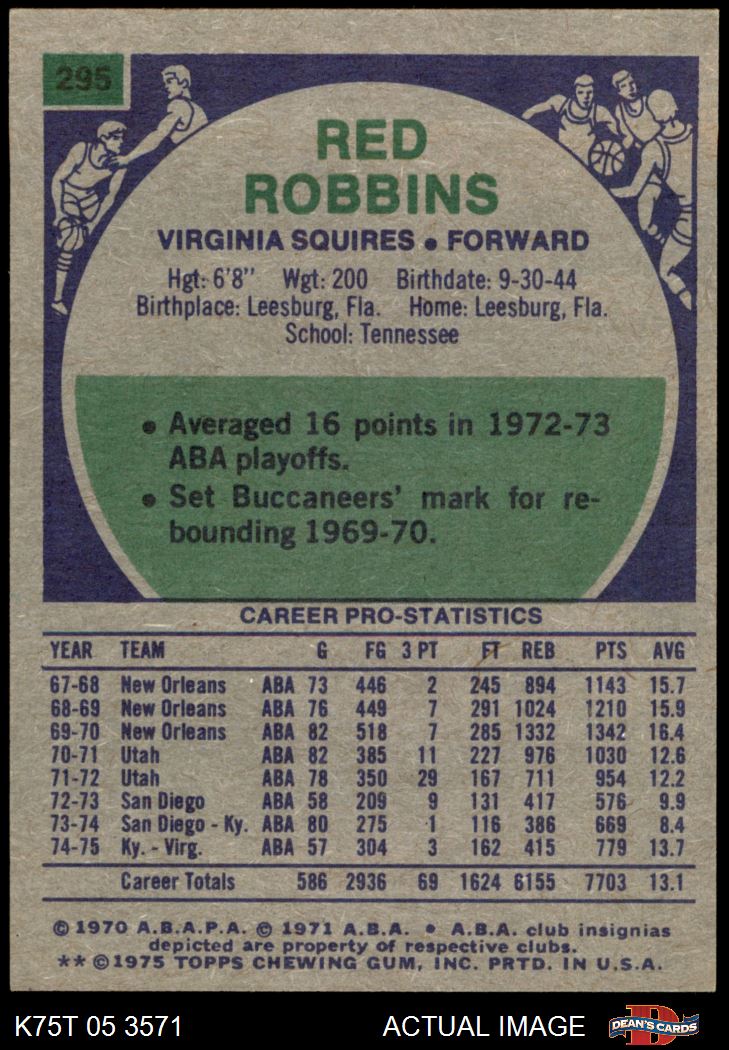 295
RED
ROBBINS
VIRGINIA SQUIRES • FORWARD
Hgt: 6'8" Wgt: 200 Birthdate: 9-30-44
Birthplace: Leesburg, Fla. Home: Leesburg, Fla.
School: Tennessee
• Averaged 16 points in 1972-73
ABA playoffs.
• Set Buccaneers' mark for re-
bounding 1969-70.
CAREER PRO-STATISTICS
YEAR TEAM G FG 3 PT FT REB PTS AVG
67-68 New Orleans ABA 73 446 2 245 894 1143 15.7
68-69 New Orleans ABA 76 449 7 291 1024 1210 15.9
69-70 New Orleans ABA 82 518 7 285 1332 1342 16.4
70-71 Utah ABA 82 385 11 227 976 1030 12.6
71-72 Utah ABA 78 350 29 167 711 954 12.2
72-73 San Diego ABA 58 209 9 131 417 576 9.9
73-74 San Diego - Ky. ABA 80 275 1 116 386 669 8.4
74-75 Ky. - Virg. ABA 57 304 3 162 415 779 13.7
Career Totals 586 2936 69 1624 6155 7703 13.1
© 1970 A.B.A.P.A. © 1971 A.B.A. • A.B.A. club insignias
depicted are property of respective clubs.
** © 1975 TOPPS CHEWING GUM, INC. PRTD. IN U.S.A.
K75T 05 3571 ACTUAL IMAGE D DEAN'S CARDS